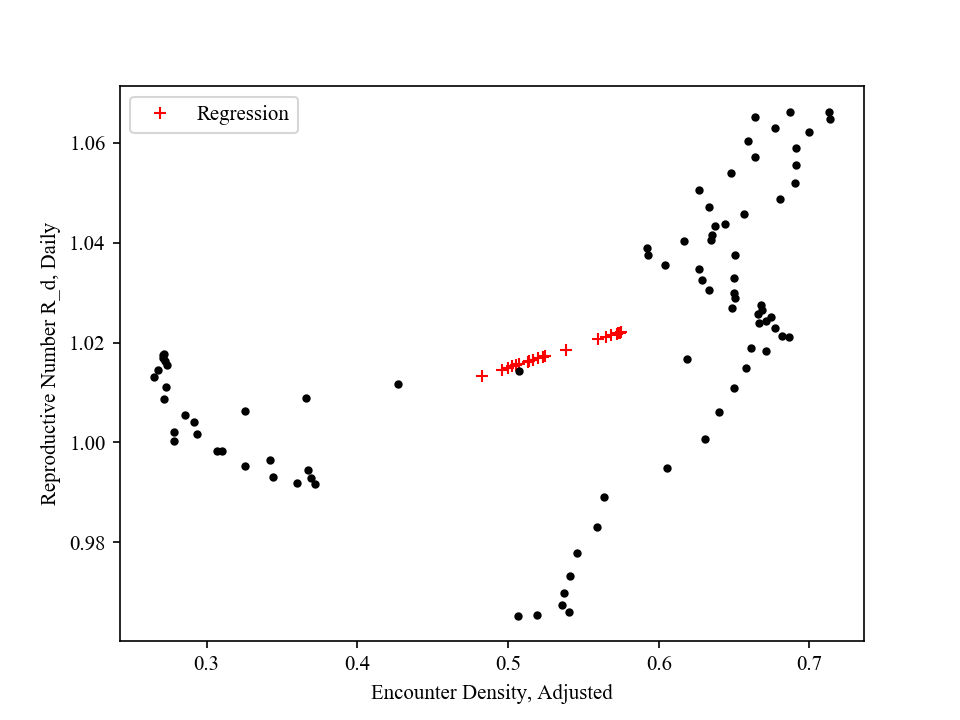 Regression
1.06
1.04
1.02
1.00
0.98
Reproductive Number R_d, Daily
0.3 0.4 0.5 0.6 0.7
Encounter Density, Adjusted